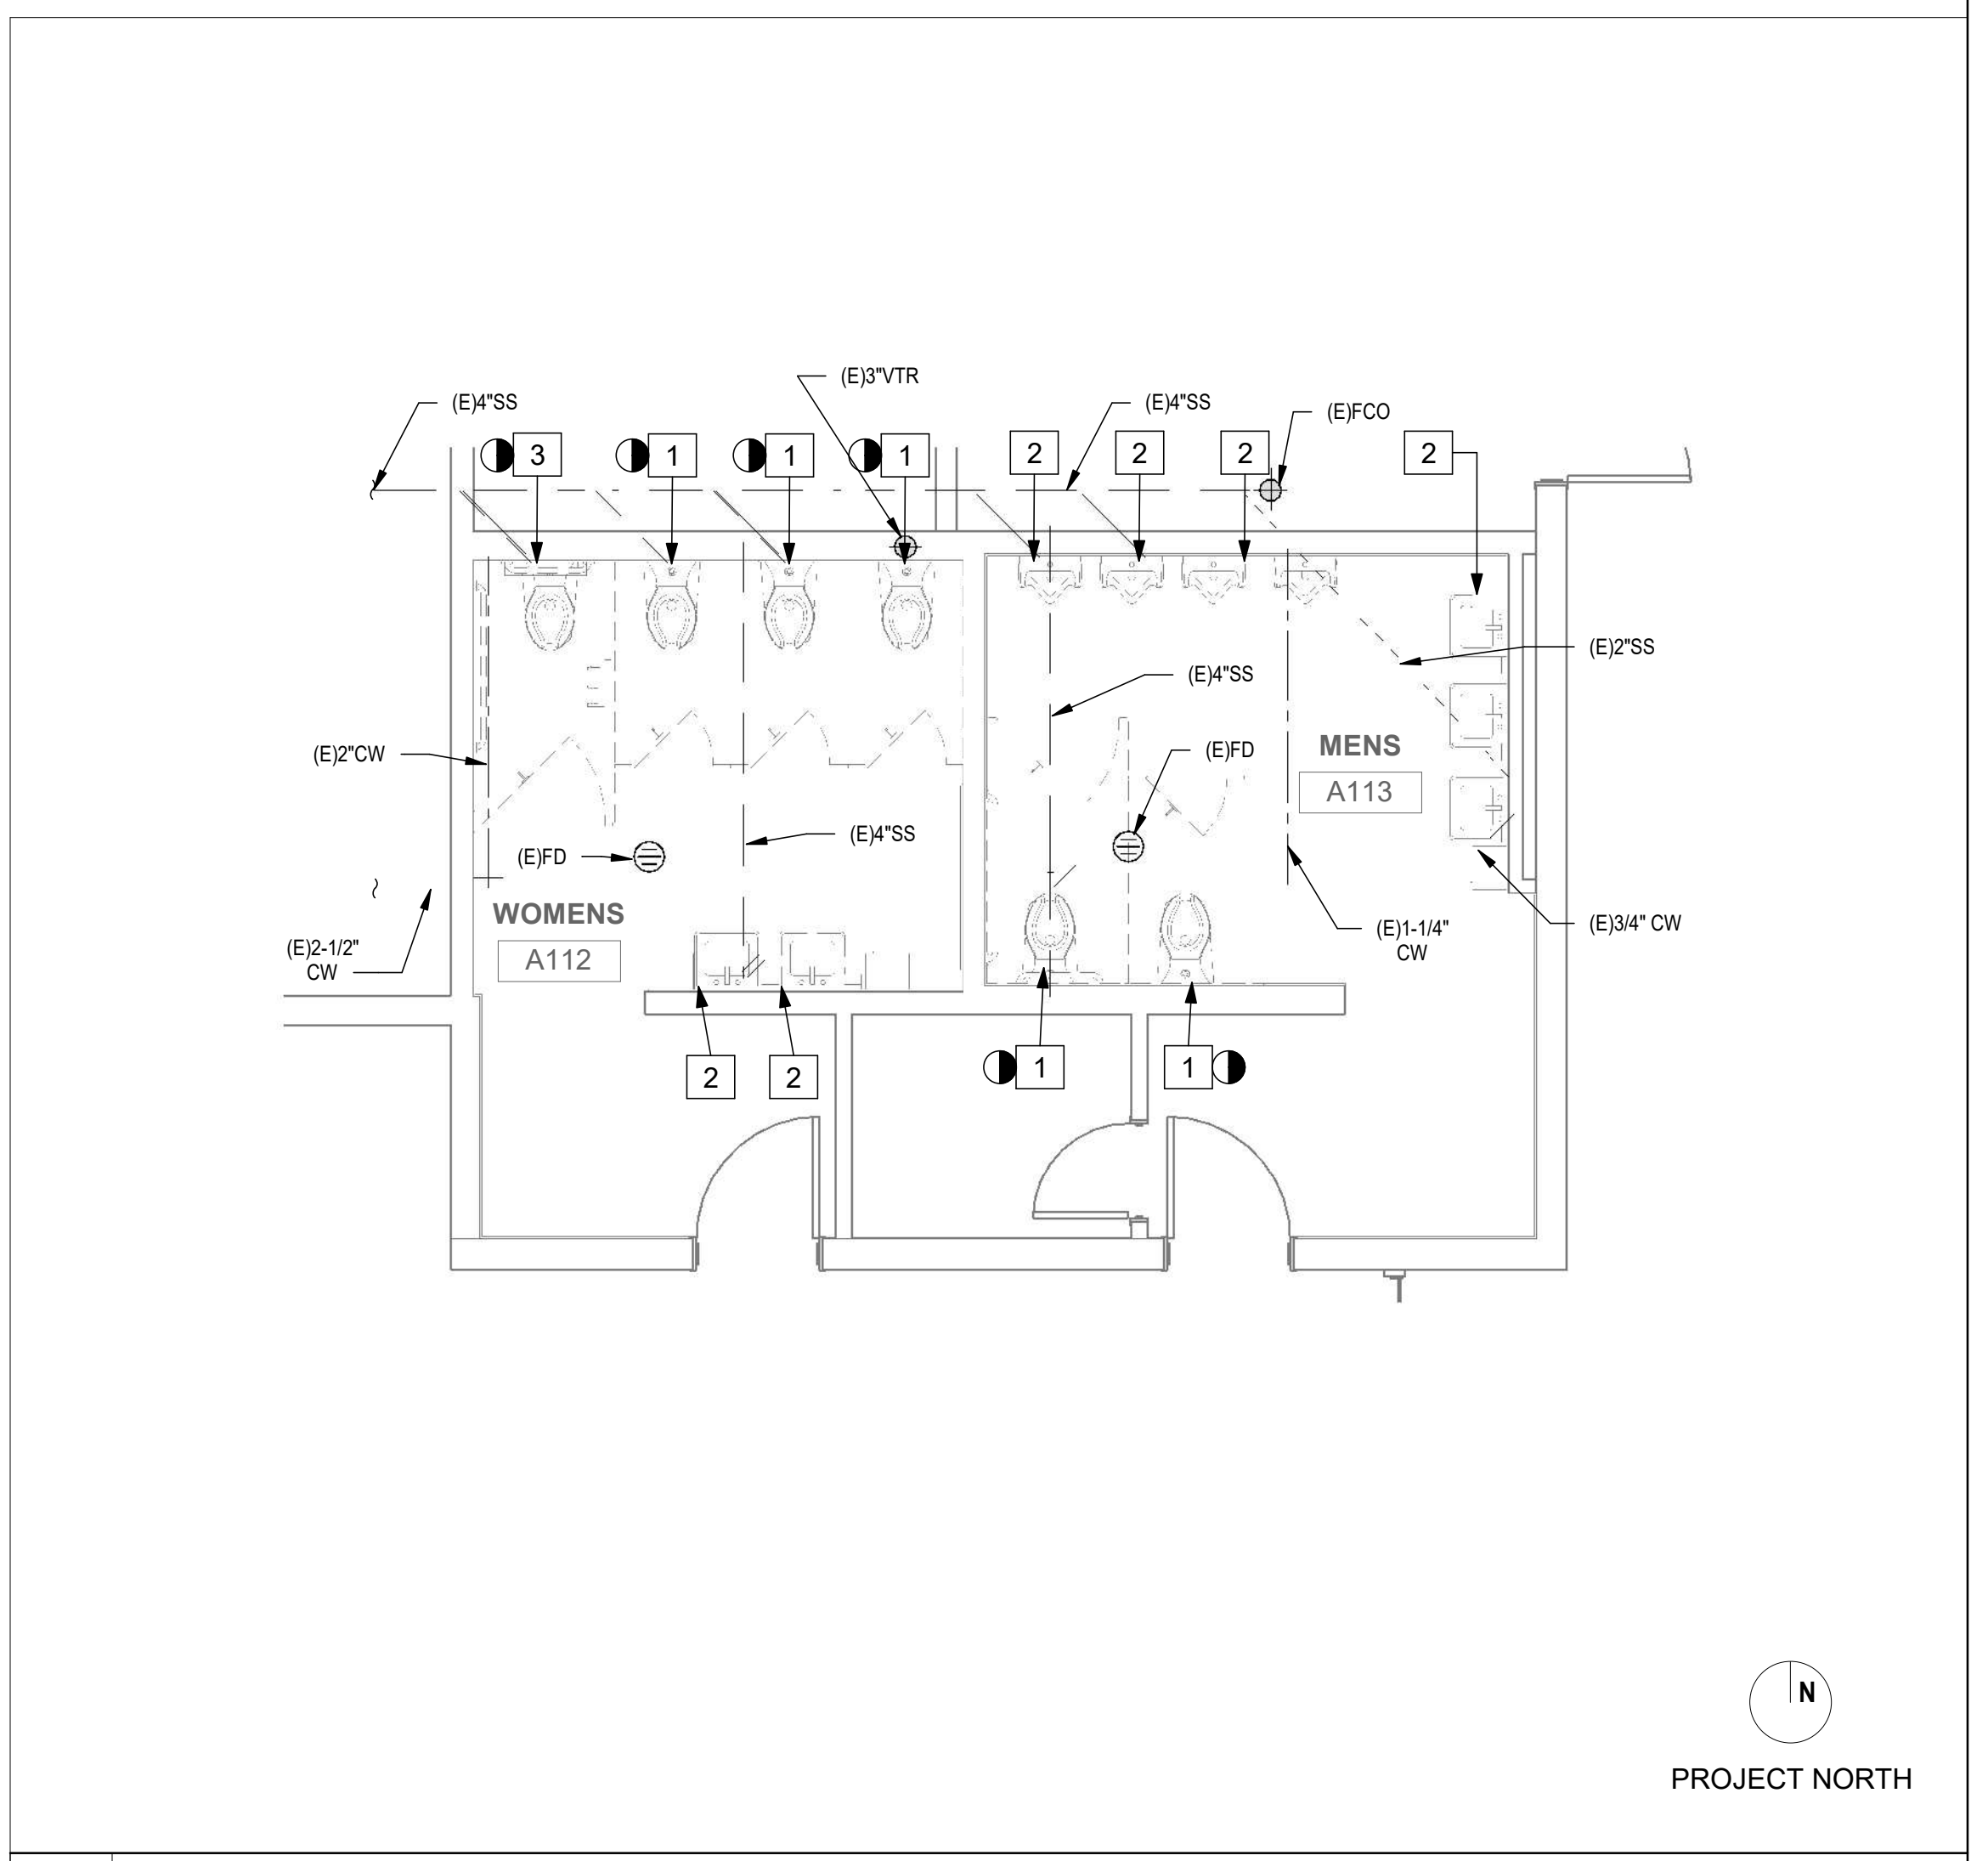 (E)3"VTR
(E)4"SS
(E)4"SS
(E)FCO
3
1
1
1
2
2
2
2
(E)2"SS
(E)4"SS
(E)2"CW
(E)FD
MENS
A113
(E)4"SS
(E)FD
WOMENS
A112
(E)2-1/2"
CW
(E)1-1/4"
CW
(E)3/4" CW
2
2
1
1
N
PROJECT NORTH